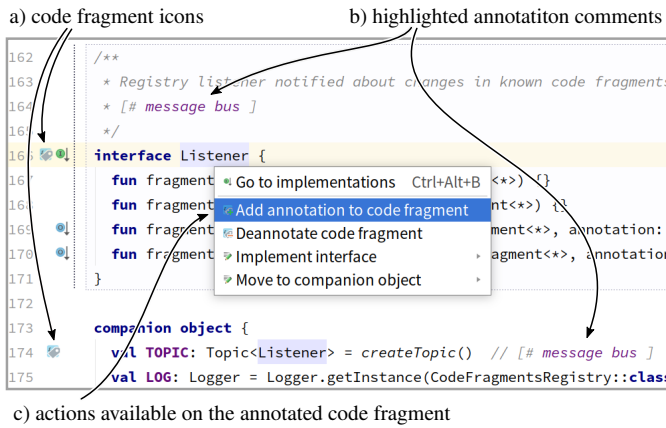 a) code fragment icons b) highlighted annotatiton comments
162 /**
163 * Registry listener notified about changes in known code fragments
164 * [# message bus ]
165 */
166 interface Listener {
167 fun fragment <*>) {}
168 fun fragment ent<*>) {}
169 fun fragment gment<*>, annotation:
170 fun fragment agment<*>, annotatio
171 }
Go to implementations Ctrl+Alt+B
Add annotation to code fragment
Deannotate code fragment
Implement interface
Move to companion object
172
173 companion object {
174 val TOPIC: Topic<Listener> = createTopic() // [# message bus ]
175 val LOG: Logger = Logger.getInstance(CodeFragmentsRegistry::class
c) actions available on the annotated code fragment